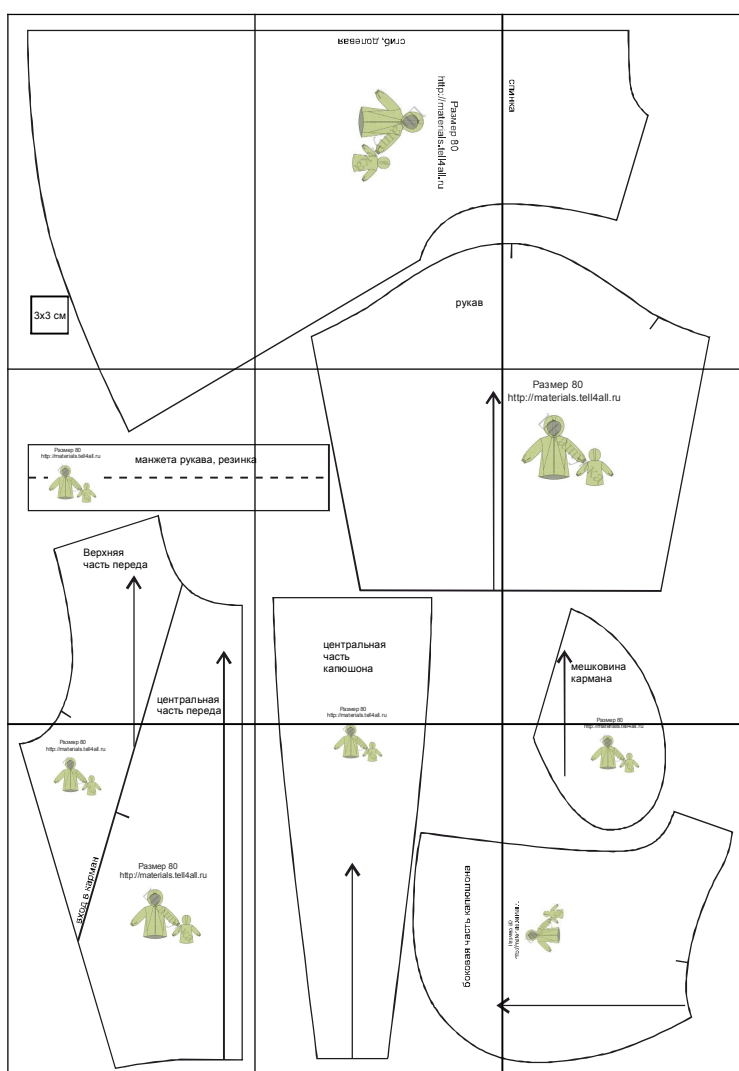 сгиб, долевая
спинка
Размер 80
http://materials.tell4all.ru
3х3 см
рукав
Размер 80
http://materials.tell4all.ru
Размер 80
http://materials.tell4all.ru
манжета рукава, резинка
Верхняя
часть переда
центральная
часть капюшона
мешковина
кармана
центральная
часть переда
Размер 80
http://materials.tell4all.ru
Размер 80
http://materials.tell4all.ru
Размер 80
http://materials.tell4all.ru
вход в карман
Размер 80
http://materials.tell4all.ru
боковая часть капюшона
Размер 80